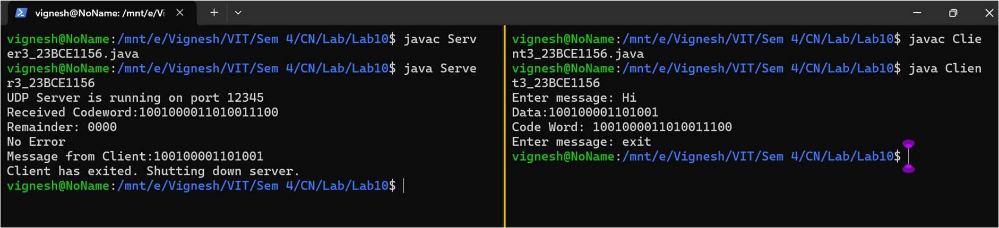 vignesh@NoName: /mnt/e/Vi
vignesh@NoName:/mnt/e/Vignesh/VIT/Sem 4/CN/Lab/Lab10$ javac Serv
er3_23BCE1156.java
vignesh@NoName:/mnt/e/Vignesh/VIT/Sem 4/CN/Lab/Lab10$ java Serve
r3_23BCE1156
UDP Server is running on port 12345
Received Codeword:1001000011010011100
Remainder: 0000
No Error
Message from Client:100100001101001
Client has exited. Shutting down server.
vignesh@NoName:/mnt/e/Vignesh/VIT/Sem 4/CN/Lab/Lab10$
vignesh@NoName:/mnt/e/Vignesh/VIT/Sem 4/CN/Lab/Lab10$ javac Clie
nt3_23BCE1156.java
vignesh@NoName:/mnt/e/Vignesh/VIT/Sem 4/CN/Lab/Lab10$ java Clien
t3_23BCE1156
Enter message: Hi
Data:100100001101001
Code Word: 1001000011010011100
Enter message: exit
vignesh@NoName:/mnt/e/Vignesh/VIT/Sem 4/CN/Lab/Lab10$